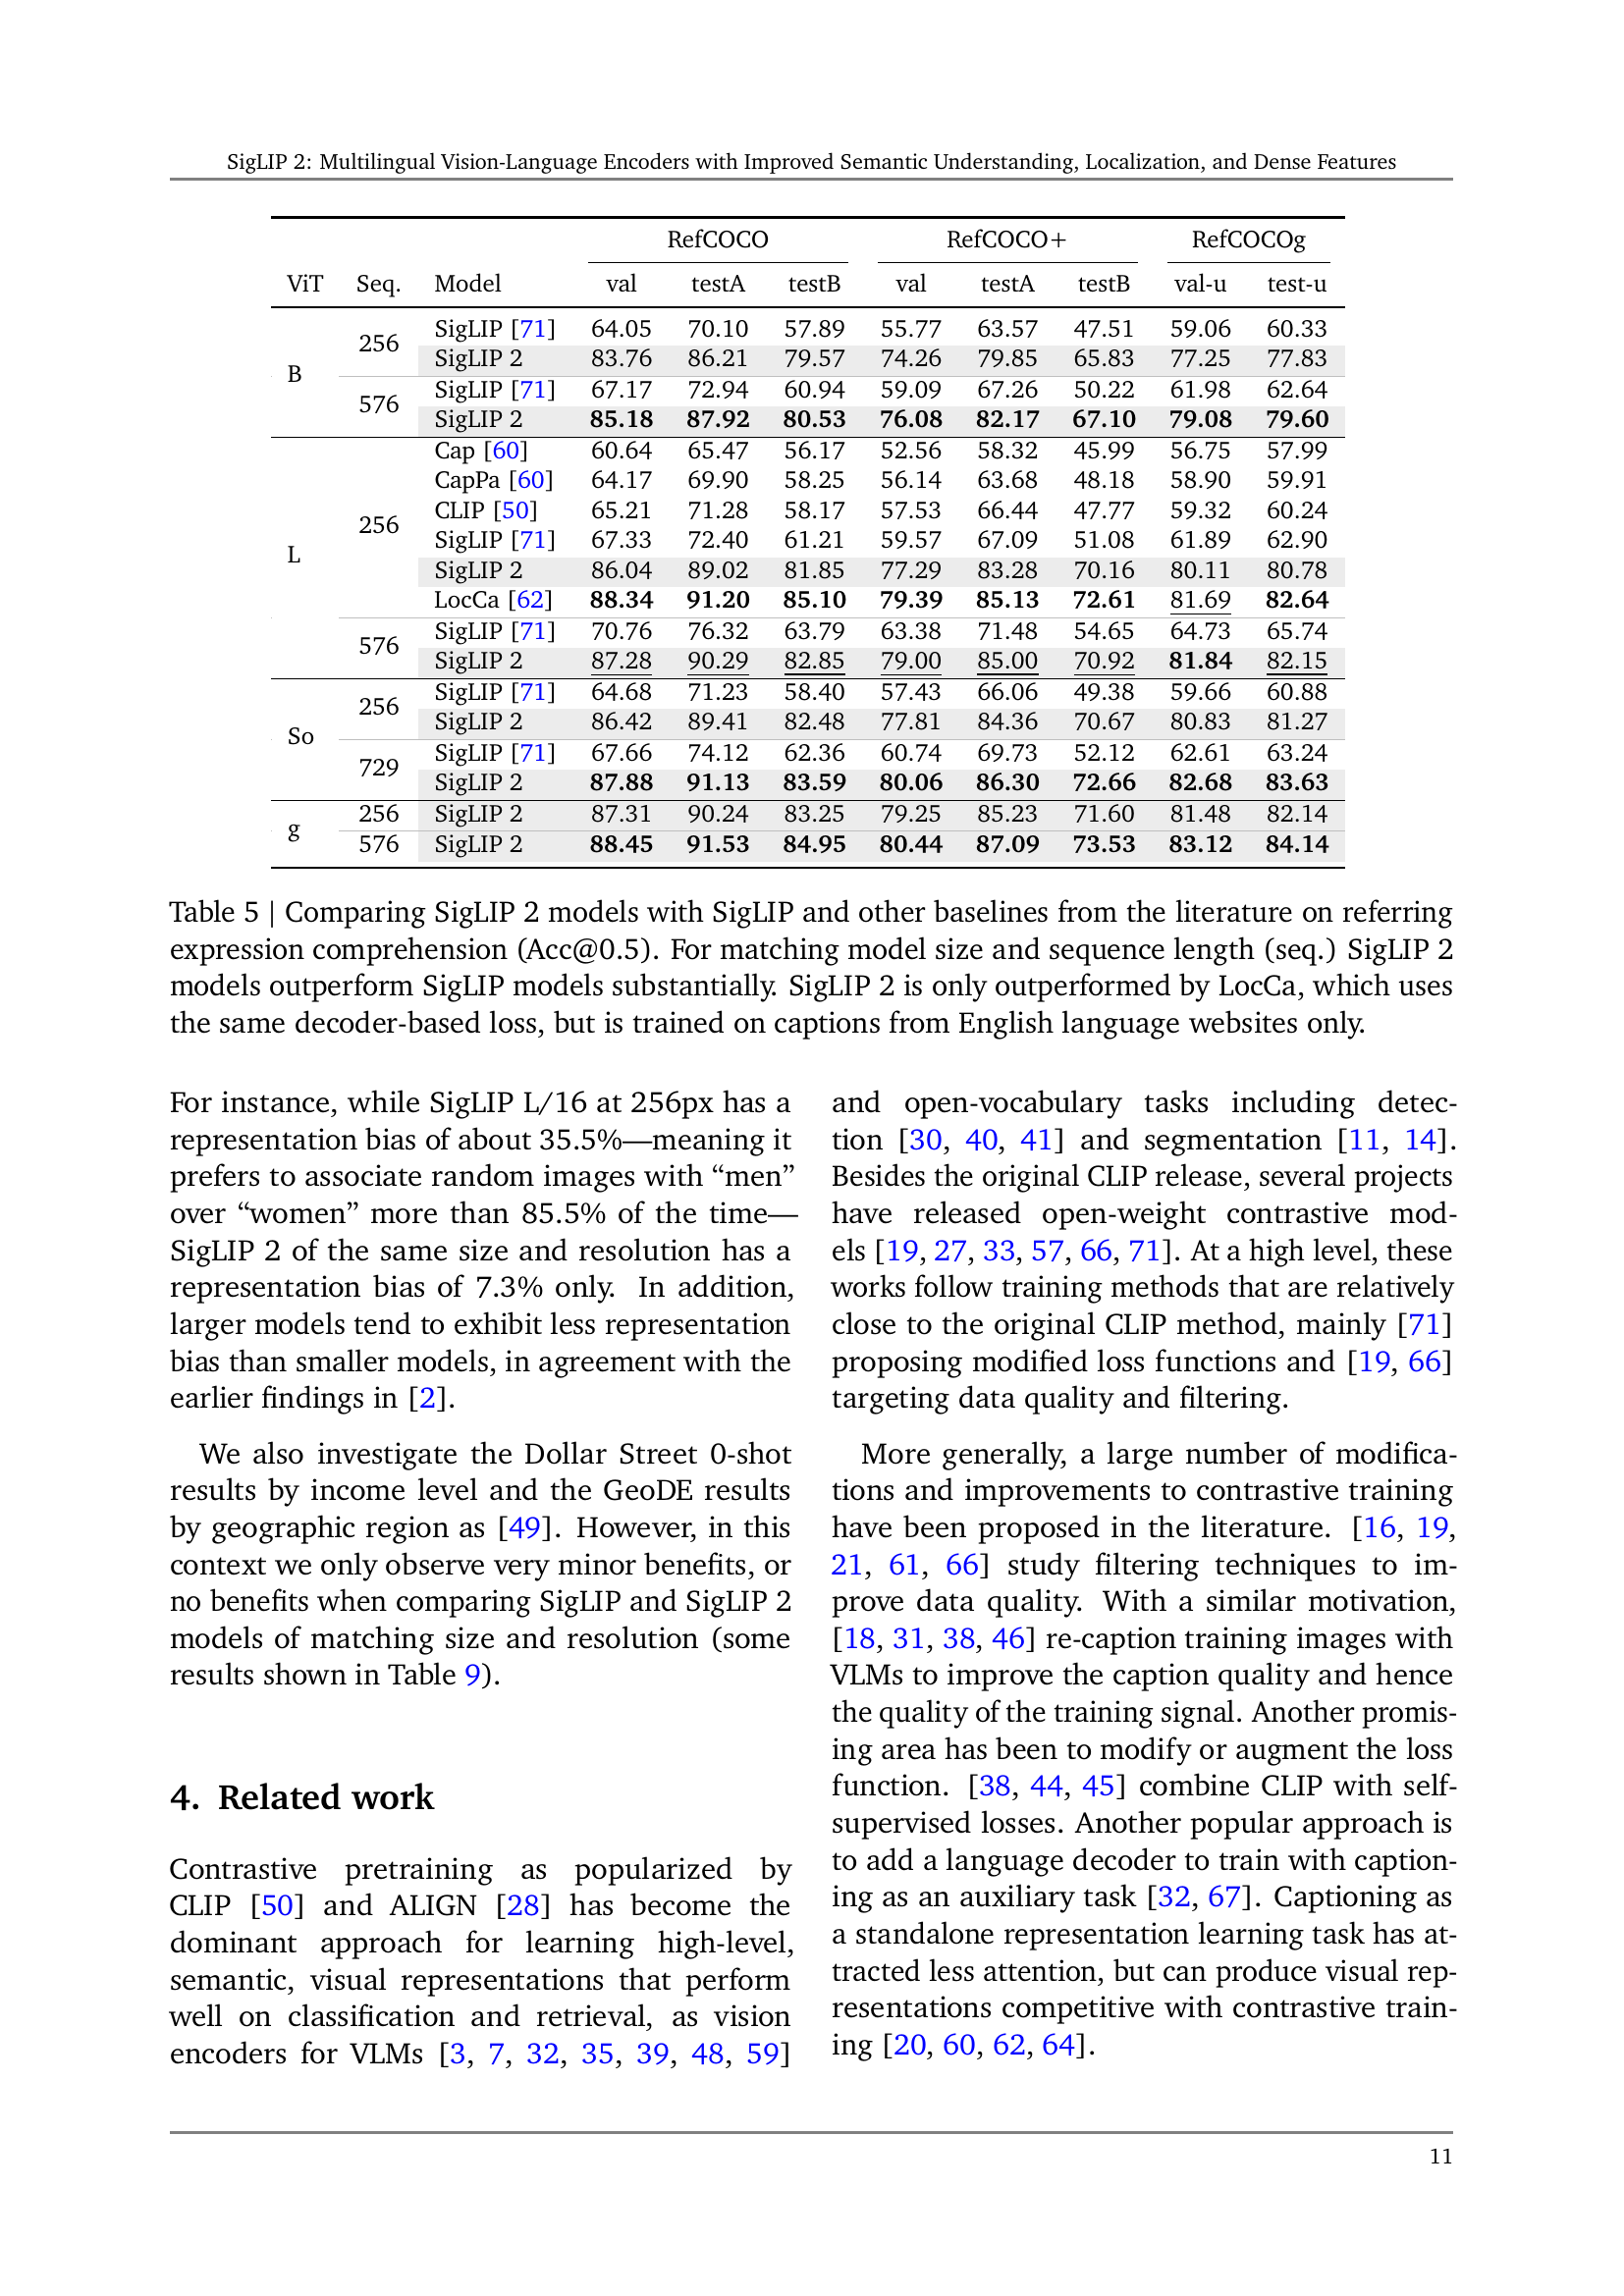 SigLIP 2: Multilingual Vision-Language Encoders with Improved Semantic Understanding, Localization, and Dense Features
RefCOCO RefCOCO+ RefCOCOg
ViT Seq. Model val testA testB val testA testB val-u test-u
B 256 SigLIP [71] 64.05 70.10 57.89 55.77 63.57 47.51 59.06 60.33
SigLIP 2 83.76 86.21 79.57 74.26 79.85 65.83 77.25 77.83
576 SigLIP [71] 67.17 72.94 60.94 59.09 67.26 50.22 61.98 62.64
SigLIP 2 85.18 87.92 80.53 76.08 82.17 67.10 79.08 79.60
L 256 Cap [60] 60.64 65.47 56.17 52.56 58.32 45.99 56.75 57.99
CapPa [60] 64.17 69.90 58.25 56.14 63.68 48.18 58.90 59.91
CLIP [50] 65.21 71.28 58.17 57.53 66.44 47.77 59.32 60.24
SigLIP [71] 67.33 72.40 61.21 59.57 67.09 51.08 61.89 62.90
SigLIP 2 86.04 89.02 81.85 77.29 83.28 70.16 80.11 80.78
LocCa [62] 88.34 91.20 85.10 79.39 85.13 72.61 81.69 82.64
576 SigLIP [71] 70.76 76.32 63.79 63.38 71.48 54.65 64.73 65.74
SigLIP 2 87.28 90.29 82.85 79.00 85.00 70.92 81.84 82.15
So 256 SigLIP [71] 64.68 71.23 58.40 57.43 66.06 49.38 59.66 60.88
SigLIP 2 86.42 89.41 82.48 77.81 84.36 70.67 80.83 81.27
729 SigLIP [71] 67.66 74.12 62.36 60.74 69.73 52.12 62.61 63.24
SigLIP 2 87.88 91.13 83.59 80.06 86.30 72.66 82.68 83.63
g 256 SigLIP 2 87.31 90.24 83.25 79.25 85.23 71.60 81.48 82.14
576 SigLIP 2 88.45 91.53 84.95 80.44 87.09 73.53 83.12 84.14
Table 5 | Comparing SigLIP 2 models with SigLIP and other baselines from the literature on referring
expression comprehension (Acc@0.5). For matching model size and sequence length (seq.) SigLIP 2
models outperform SigLIP models substantially. SigLIP 2 is only outperformed by LocCa, which uses
the same decoder-based loss, but is trained on captions from English language websites only.
For instance, while SigLIP L/16 at 256px has a
representation bias of about 35.5%—meaning it
prefers to associate random images with “men”
over “women” more than 85.5% of the time—
SigLIP 2 of the same size and resolution has a
representation bias of 7.3% only. In addition,
larger models tend to exhibit less representation
bias than smaller models, in agreement with the
earlier findings in [2].
We also investigate the Dollar Street 0-shot
results by income level and the GeoDE results
by geographic region as [49]. However, in this
context we only observe very minor benefits, or
no benefits when comparing SigLIP and SigLIP 2
models of matching size and resolution (some
results shown in Table 9).
4. Related work
Contrastive pretraining as popularized by
CLIP [50] and ALIGN [28] has become the
dominant approach for learning high-level,
semantic, visual representations that perform
well on classification and retrieval, as vision
encoders for VLMs [3, 7, 32, 35, 39, 48, 59]
and open-vocabulary tasks including detec-
tion [30, 40, 41] and segmentation [11, 14].
Besides the original CLIP release, several projects
have released open-weight contrastive mod-
els [19, 27, 33, 57, 66, 71]. At a high level, these
works follow training methods that are relatively
close to the original CLIP method, mainly [71]
proposing modified loss functions and [19, 66]
targeting data quality and filtering.
More generally, a large number of modifica-
tions and improvements to contrastive training
have been proposed in the literature. [16, 19,
21, 61, 66] study filtering techniques to im-
prove data quality. With a similar motivation,
[18, 31, 38, 46] re-caption training images with
VLMs to improve the caption quality and hence
the quality of the training signal. Another promis-
ing area has been to modify or augment the loss
function. [38, 44, 45] combine CLIP with self-
supervised losses. Another popular approach is
to add a language decoder to train with caption-
ing as an auxiliary task [32, 67]. Captioning as
a standalone representation learning task has at-
tracted less attention, but can produce visual rep-
resentations competitive with contrastive train-
ing [20, 60, 62, 64].
11